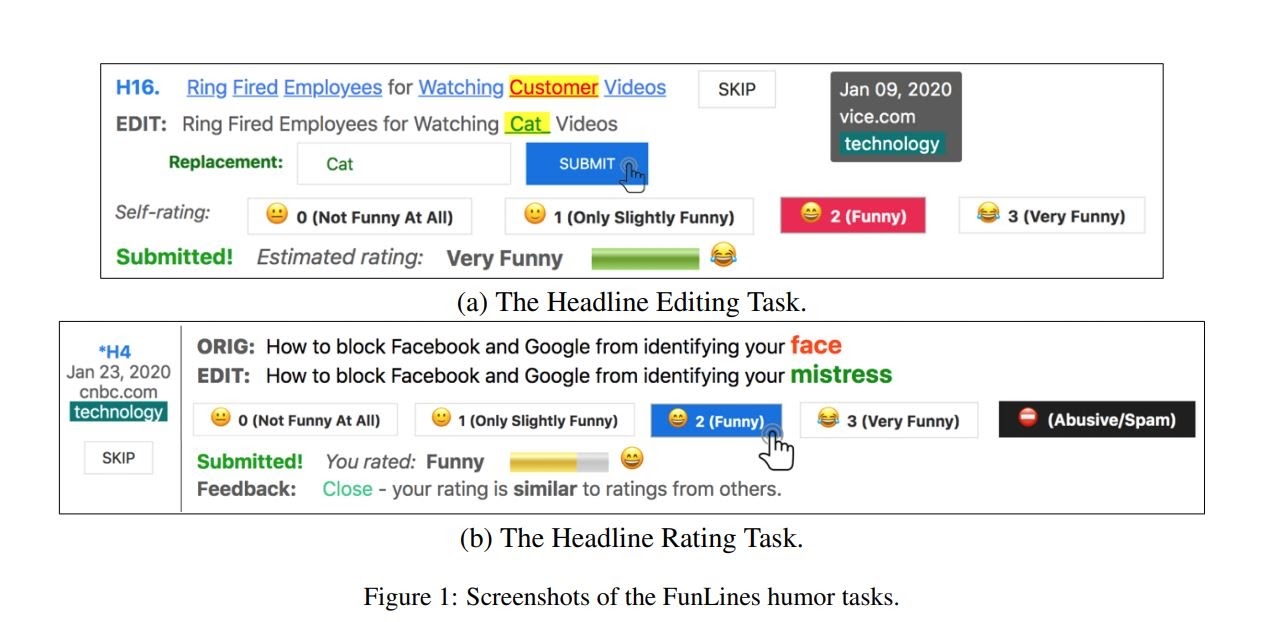 H16. Ring Fired Employees for Watching Customer Videos SKIP
EDIT: Ring Fired Employees for Watching Cat Videos
Jan 09, 2020
vice.com
technology
Replacement: Cat SUBMIT
Self-rating: 0 (Not Funny At All) 1 (Only Slightly Funny) 2 (Funny) 3 (Very Funny)
Submitted! Estimated rating: Very Funny
(a) The Headline Editing Task.
*H4
Jan 23, 2020
cnbc.com
technology
SKIP
ORIG: How to block Facebook and Google from identifying your face
EDIT: How to block Facebook and Google from identifying your mistress
0 (Not Funny At All) 1 (Only Slightly Funny) 2 (Funny) 3 (Very Funny) (Abusive/Spam)
Submitted! You rated: Funny
Feedback: Close - your rating is similar to ratings from others.
(b) The Headline Rating Task.
Figure 1: Screenshots of the FunLines humor tasks.